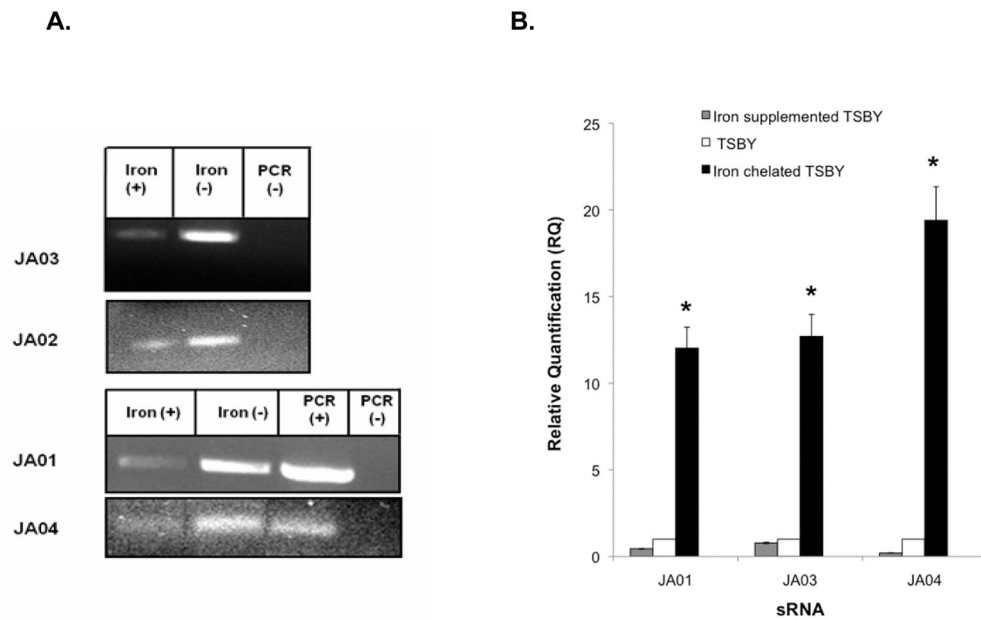 A.
Iron (+) Iron (-) PCR (-)
JA03
JA02
Iron (+) Iron (-) PCR (+) PCR (-)
JA01
JA04
B.
Iron supplemented TSBY
TSBY
Iron chelated TSBY
Relative Quantification (RQ)
25
20
15
10
5
0
*
*
*
JA01 JA03 JA04
sRNA